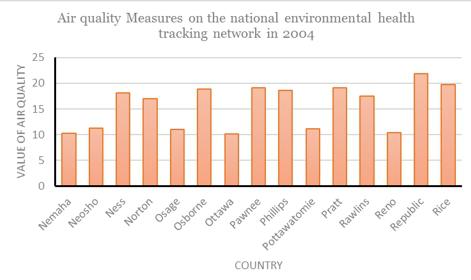 Air quality Measures on the national environmental health
tracking network in 2004
VALUE OF AIR QUALITY
25
20
15
10
5
0
Nemaha
Neosho
Ness
Norton
Osage
Osborne
Ottawa
Pawnee
Phillips
Pottawatomie
Pratt
Rawlins
Reno
Republic
Rice
COUNTRY